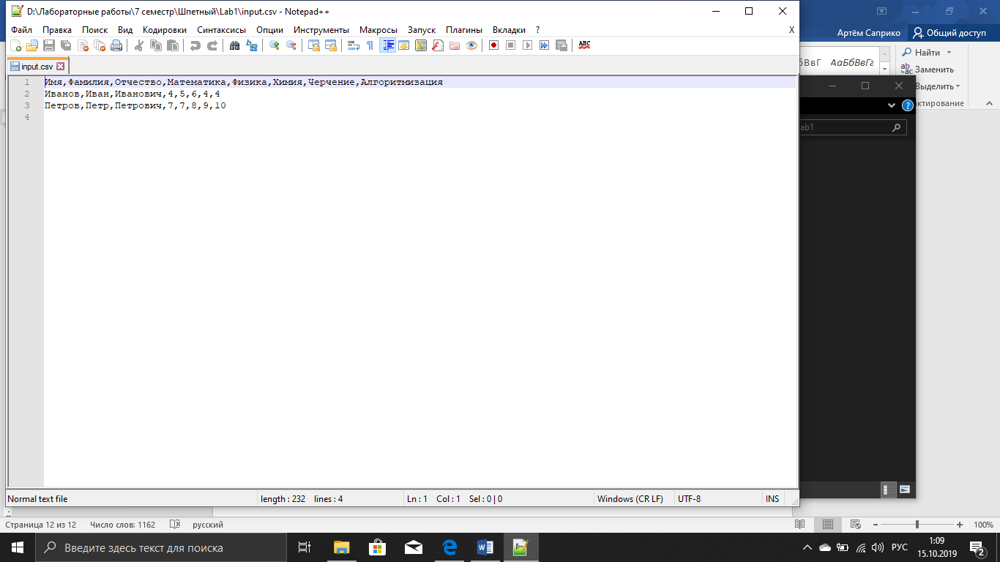 D:\Лабораторные работы\7 семестр\Шпетный\Lab1\input.csv - Notepad++
Файл Правка Поиск Вид Кодировки Синтаксисы Опции Инструменты Макросы Запуск Плагины Вкладки ? X
ABC
input.csv
1 Имя,Фамилия,Отчество,Математика,Физика,Химия,Черчение,Алгоритмизация
2 Иванов,Иван,Иванович,4,5,6,4,4
3 Петров,Петр,Петрович,7,7,8,9,10
4
Normal text file length : 232 lines : 4 Ln : 1 Col : 1 Sel : 0 | 0 Windows (CR LF) UTF-8 INS
Артём Саприко Общий доступ
БВвГ АаБбВвГг
Найти
Заменить
Выделить
ктирование
ab1
Страница 12 из 12 Число слов: 1162 русский 100%
Введите здесь текст для поиска
РУС
1:09
15.10.2019
2